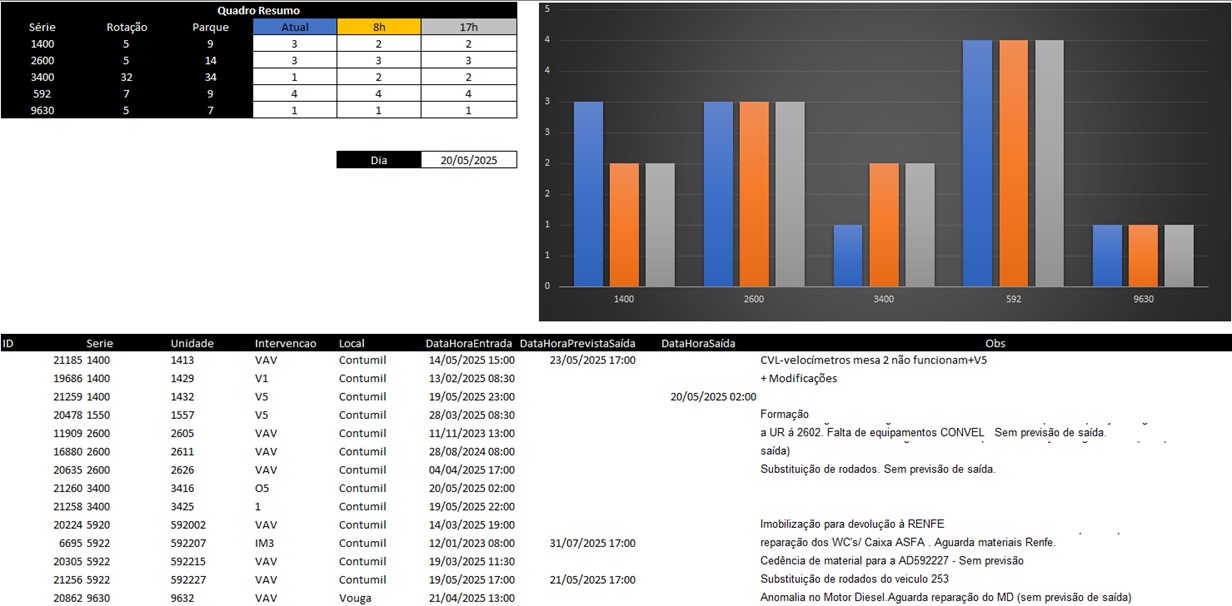 Quadro Resumo
Série Rotação Parque Atual 8h 17h
1400 5 9 3 2 2
2600 5 14 3 3 3
3400 32 34 1 2 2
592 7 9 4 4 4
9630 5 7 1 1 1
Dia 20/05/2025
5
4
4
3
3
2
2
1
1
0
1400 2600 3400 592 9630
ID Serie Unidade Intervencao Local DataHoraEntrada DataHoraPrevistaSaída DataHoraSaída Obs
21185 1400 1413 VAV Contumil 14/05/2025 15:00 23/05/2025 17:00 CVL-velocímetros mesa 2 não funcionam+V5
19686 1400 1429 V1 Contumil 13/02/2025 08:30 + Modificações
21259 1400 1432 V5 Contumil 19/05/2025 23:00 20/05/2025 02:00
20478 1550 1557 V5 Contumil 28/03/2025 08:30 Formação
11909 2600 2605 VAV Contumil 11/11/2023 13:00 a UR á 2602. Falta de equipamentos CONVEL Sem previsão de saída.
16880 2600 2611 VAV Contumil 28/08/2024 08:00 saída)
20635 2600 2626 VAV Contumil 04/04/2025 17:00 Substituição de rodados. Sem previsão de saída.
21260 3400 3416 O5 Contumil 20/05/2025 02:00
21258 3400 3425 1 Contumil 19/05/2025 22:00
20224 5920 592002 VAV Contumil 14/03/2025 19:00 Imobilização para devolução à RENFE
6695 5922 592207 IM3 Contumil 12/01/2023 08:00 31/07/2025 17:00 reparação dos WC's/ Caixa ASFA . Aguarda materiais Renfe.
20305 5922 592215 VAV Contumil 19/03/2025 11:30 Cedência de material para a AD592227 - Sem previsão
21256 5922 592227 VAV Contumil 19/05/2025 17:00 21/05/2025 17:00 Substituição de rodados do veiculo 253
20862 9630 9632 VAV Vouga 21/04/2025 13:00 Anomalia no Motor Diesel.Aguarda reparação do MD (sem previsão de saída)